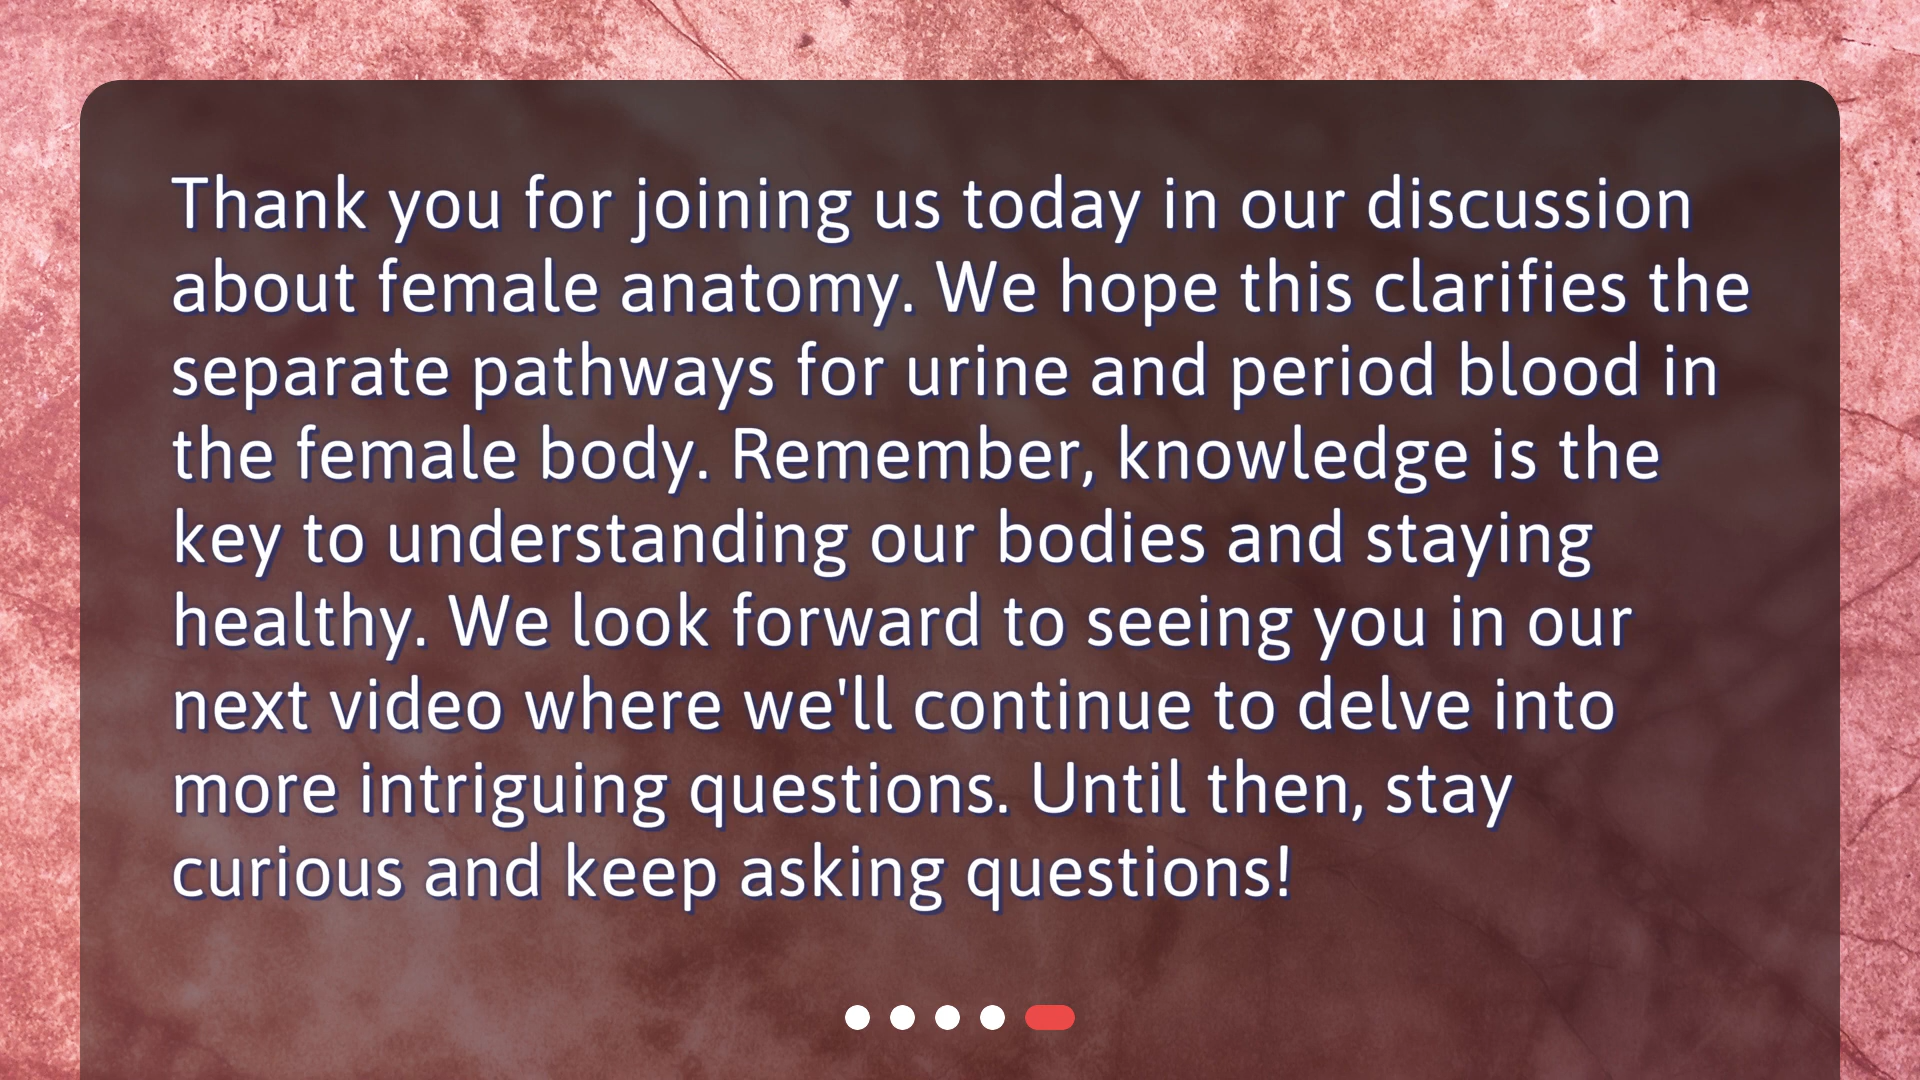 Thank you for joining us today in our discussion
about female anatomy. We hope this clarifies the
separate pathways for urine and period blood in
the female body. Remember, knowledge is the
key to understanding our bodies and staying
healthy. We look forward to seeing you in our
next video where we'll continue to delve into
more intriguing questions. Until then, stay
curious and keep asking questions!